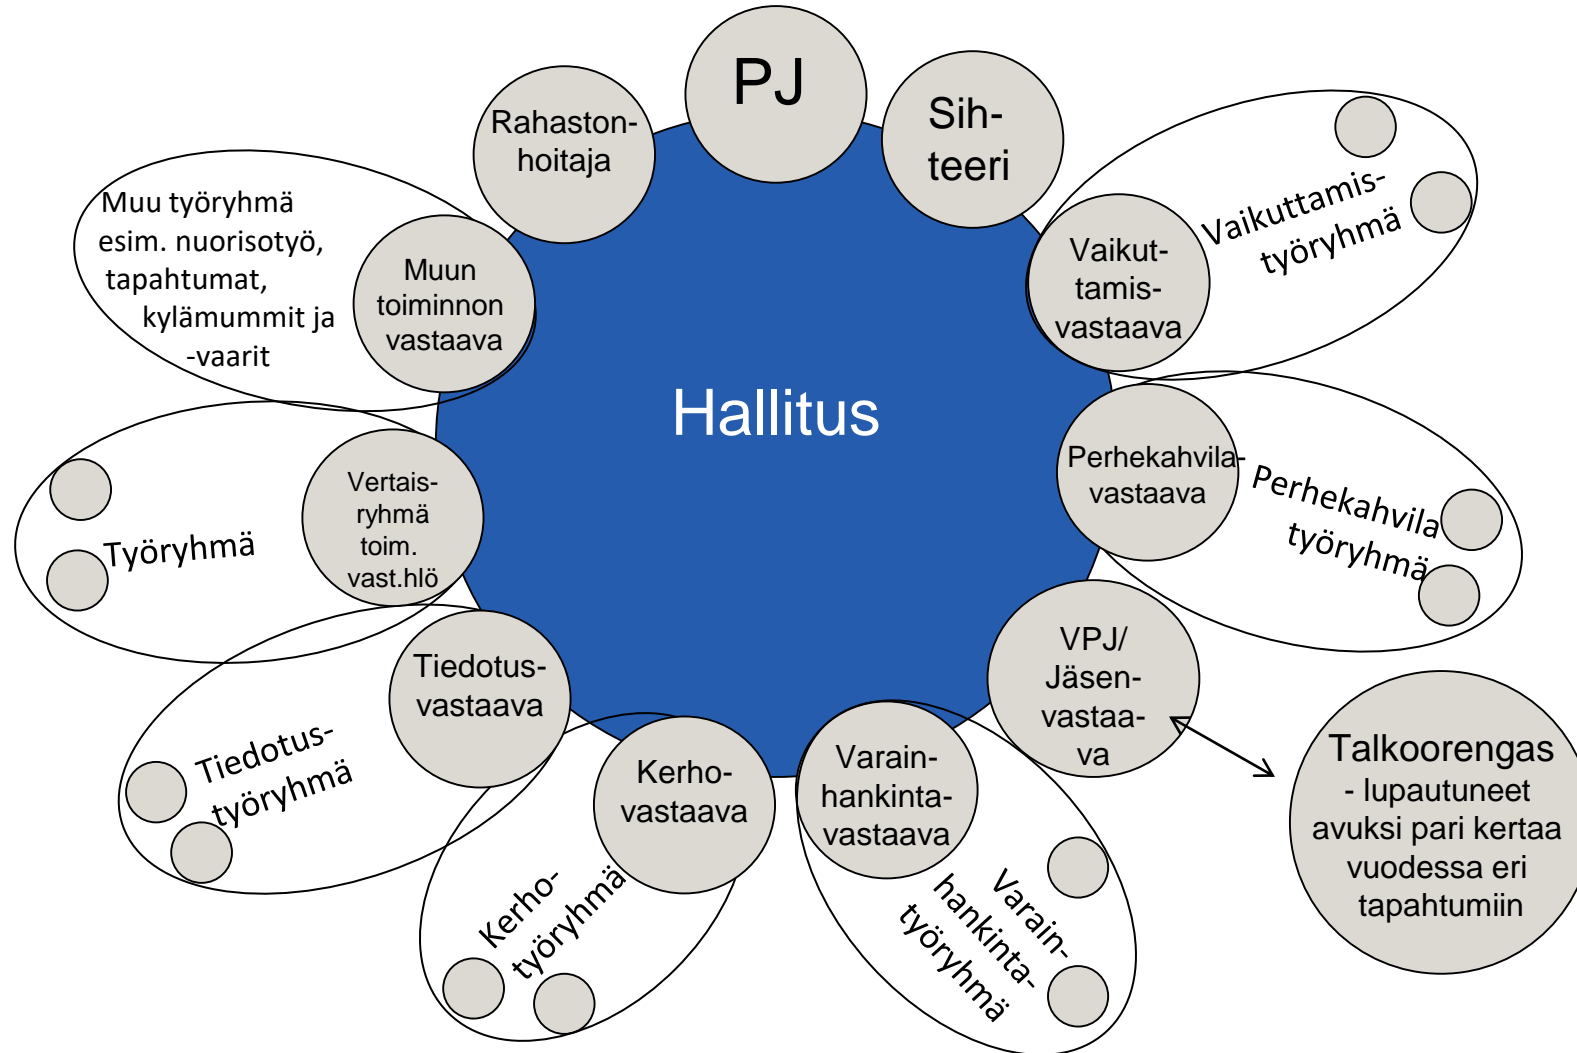 PJ
Rahaston-
hoitaja
Sih-
teeri
Muu työryhmä
esim. nuorisotyö,
tapahtumat,
kylämummit ja
-vaarit
Muun
toiminnon
vastaava
Vaikut-
tamis-
vastaava
Vaikuttamis-
työryhmä
Hallitus
Perhekahvila-
vastaava
Perhekahvila
työryhmä
Työryhmä
Vertais-
ryhmä
toim.
vast.hlö
Tiedotus-
vastaava
Tiedotus-
työryhmä
Kerho-
vastaava
Kerho-
työryhmä
Varain-
hankinta-
vastaava
Varain-
hankinta-
työryhmä
VPJ/
Jäsen-
vastaa-
va
Talkoorengas
- lupautuneet
avuksi pari kertaa
vuodessa eri
tapahtumiin